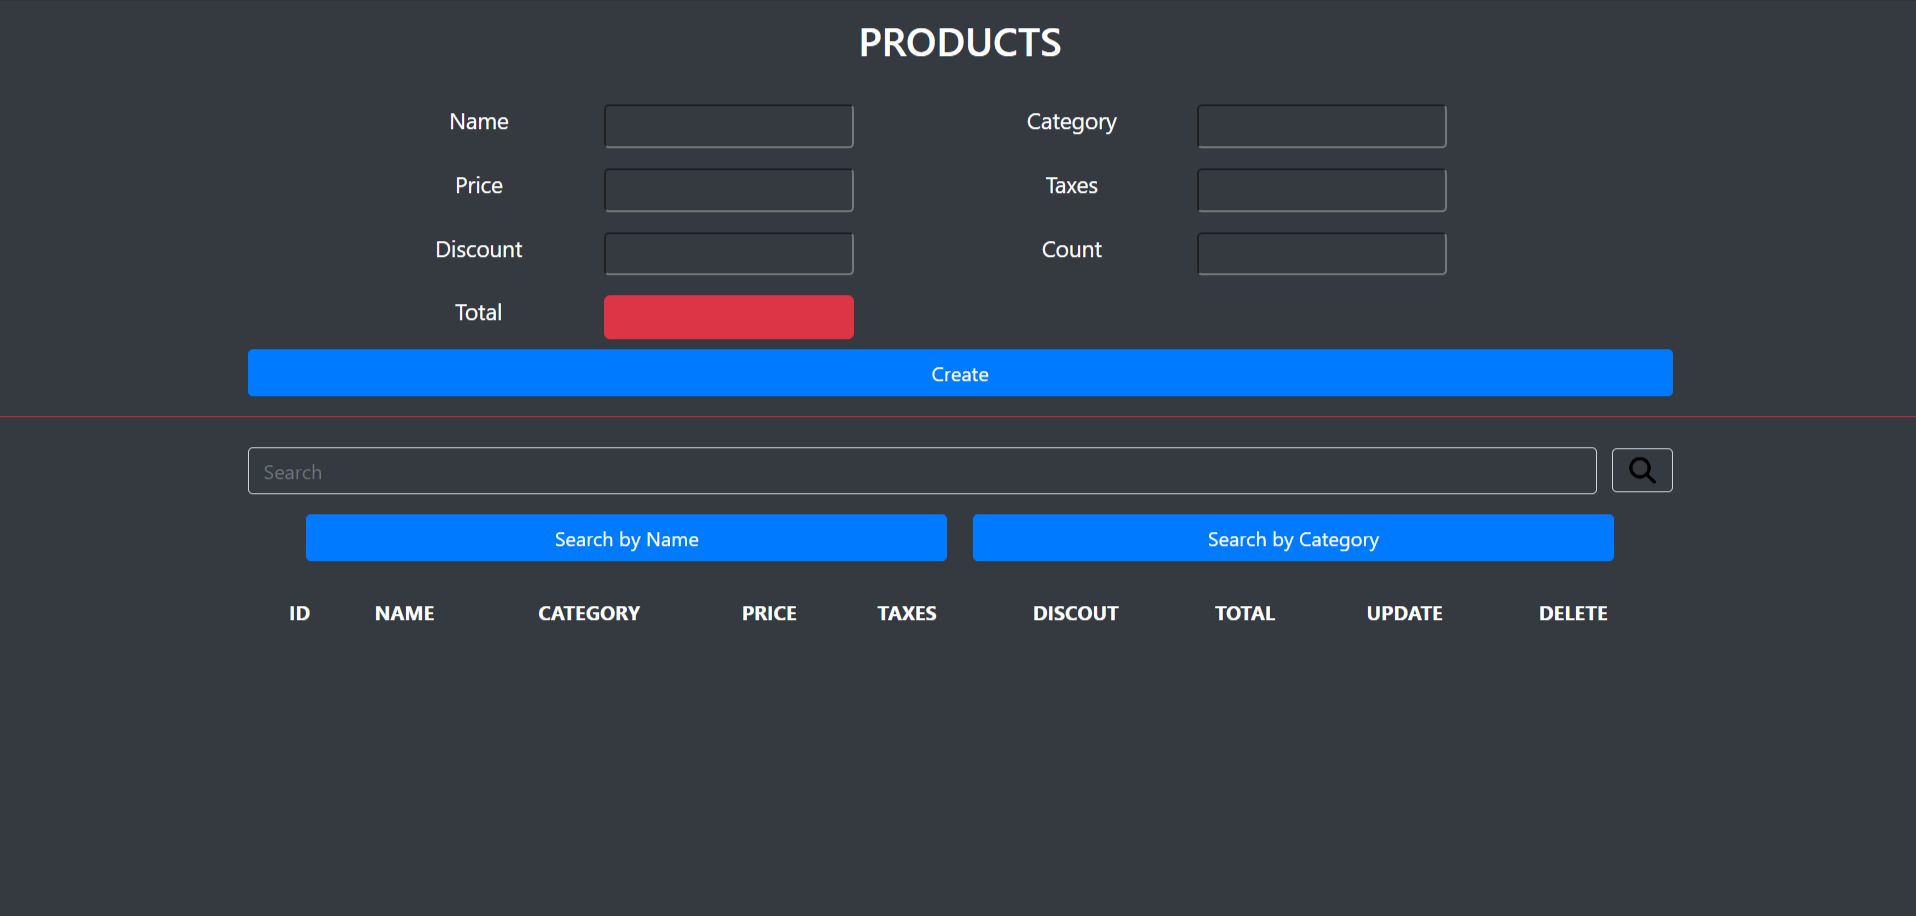 PRODUCTS
Name Category
Price Taxes
Discount Count
Total
Create
Search
Search by Name Search by Category
ID NAME CATEGORY PRICE TAXES DISCOUT TOTAL UPDATE DELETE